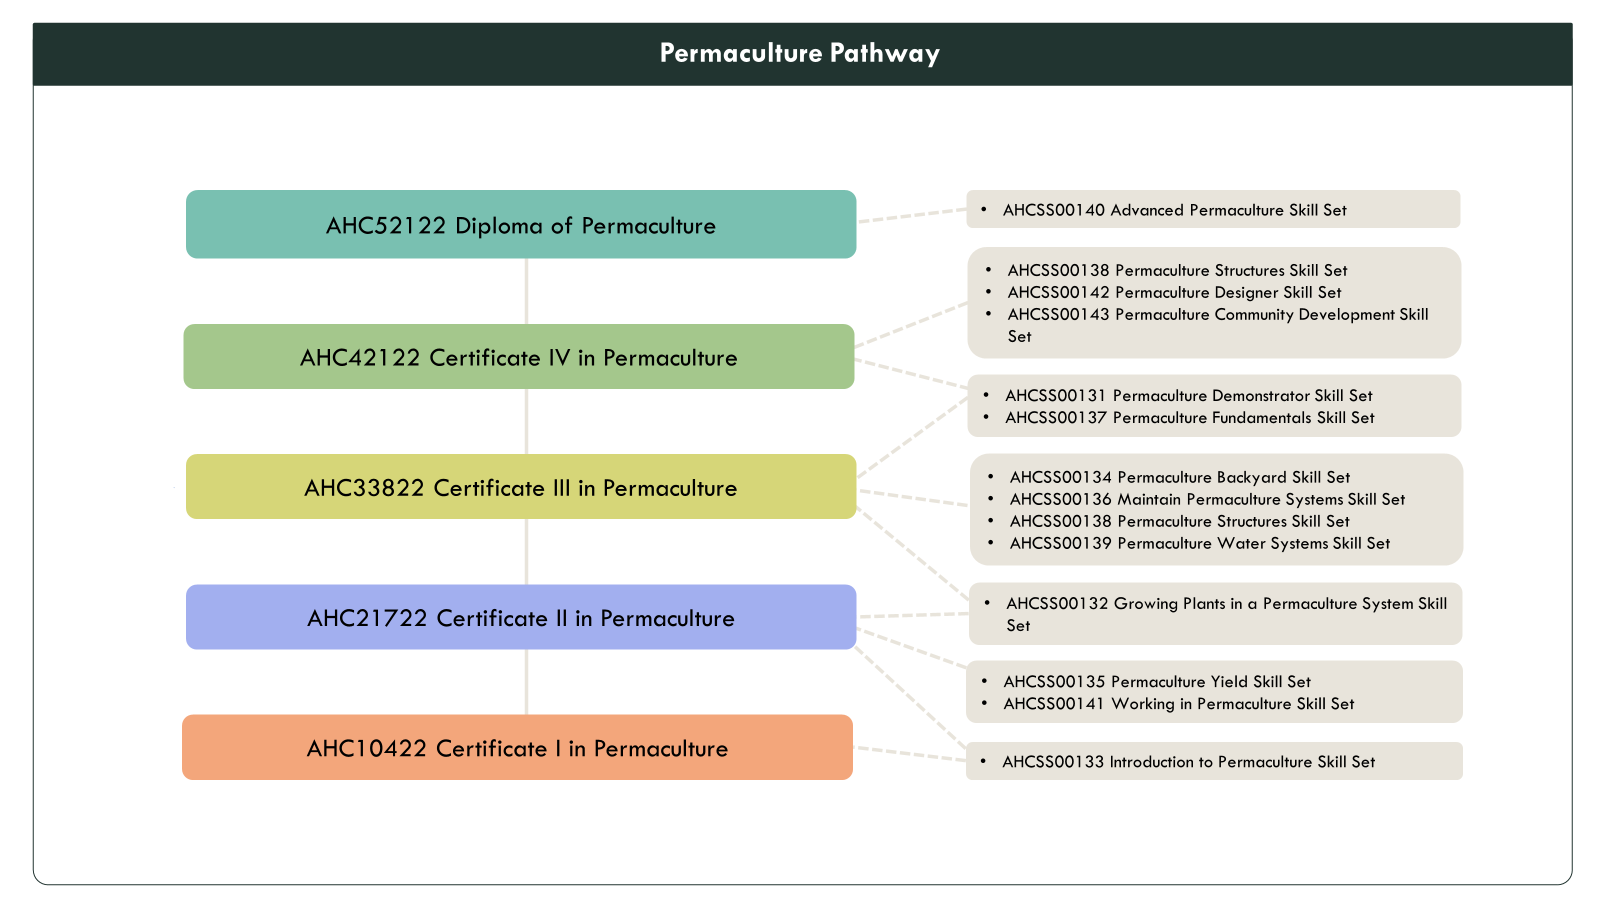 Permaculture Pathway
AHC52122 Diploma of Permaculture
• AHCSS00140 Advanced Permaculture Skill Set
• AHCSS00138 Permaculture Structures Skill Set
• AHCSS00142 Permaculture Designer Skill Set
• AHCSS00143 Permaculture Community Development Skill
Set
AHC42122 Certificate IV in Permaculture
• AHCSS00131 Permaculture Demonstrator Skill Set
• AHCSS00137 Permaculture Fundamentals Skill Set
AHC33822 Certificate III in Permaculture
• AHCSS00134 Permaculture Backyard Skill Set
• AHCSS00136 Maintain Permaculture Systems Skill Set
• AHCSS00138 Permaculture Structures Skill Set
• AHCSS00139 Permaculture Water Systems Skill Set
AHC21722 Certificate II in Permaculture
• AHCSS00132 Growing Plants in a Permaculture System Skill
Set
• AHCSS00135 Permaculture Yield Skill Set
• AHCSS00141 Working in Permaculture Skill Set
AHC10422 Certificate I in Permaculture
• AHCSS00133 Introduction to Permaculture Skill Set